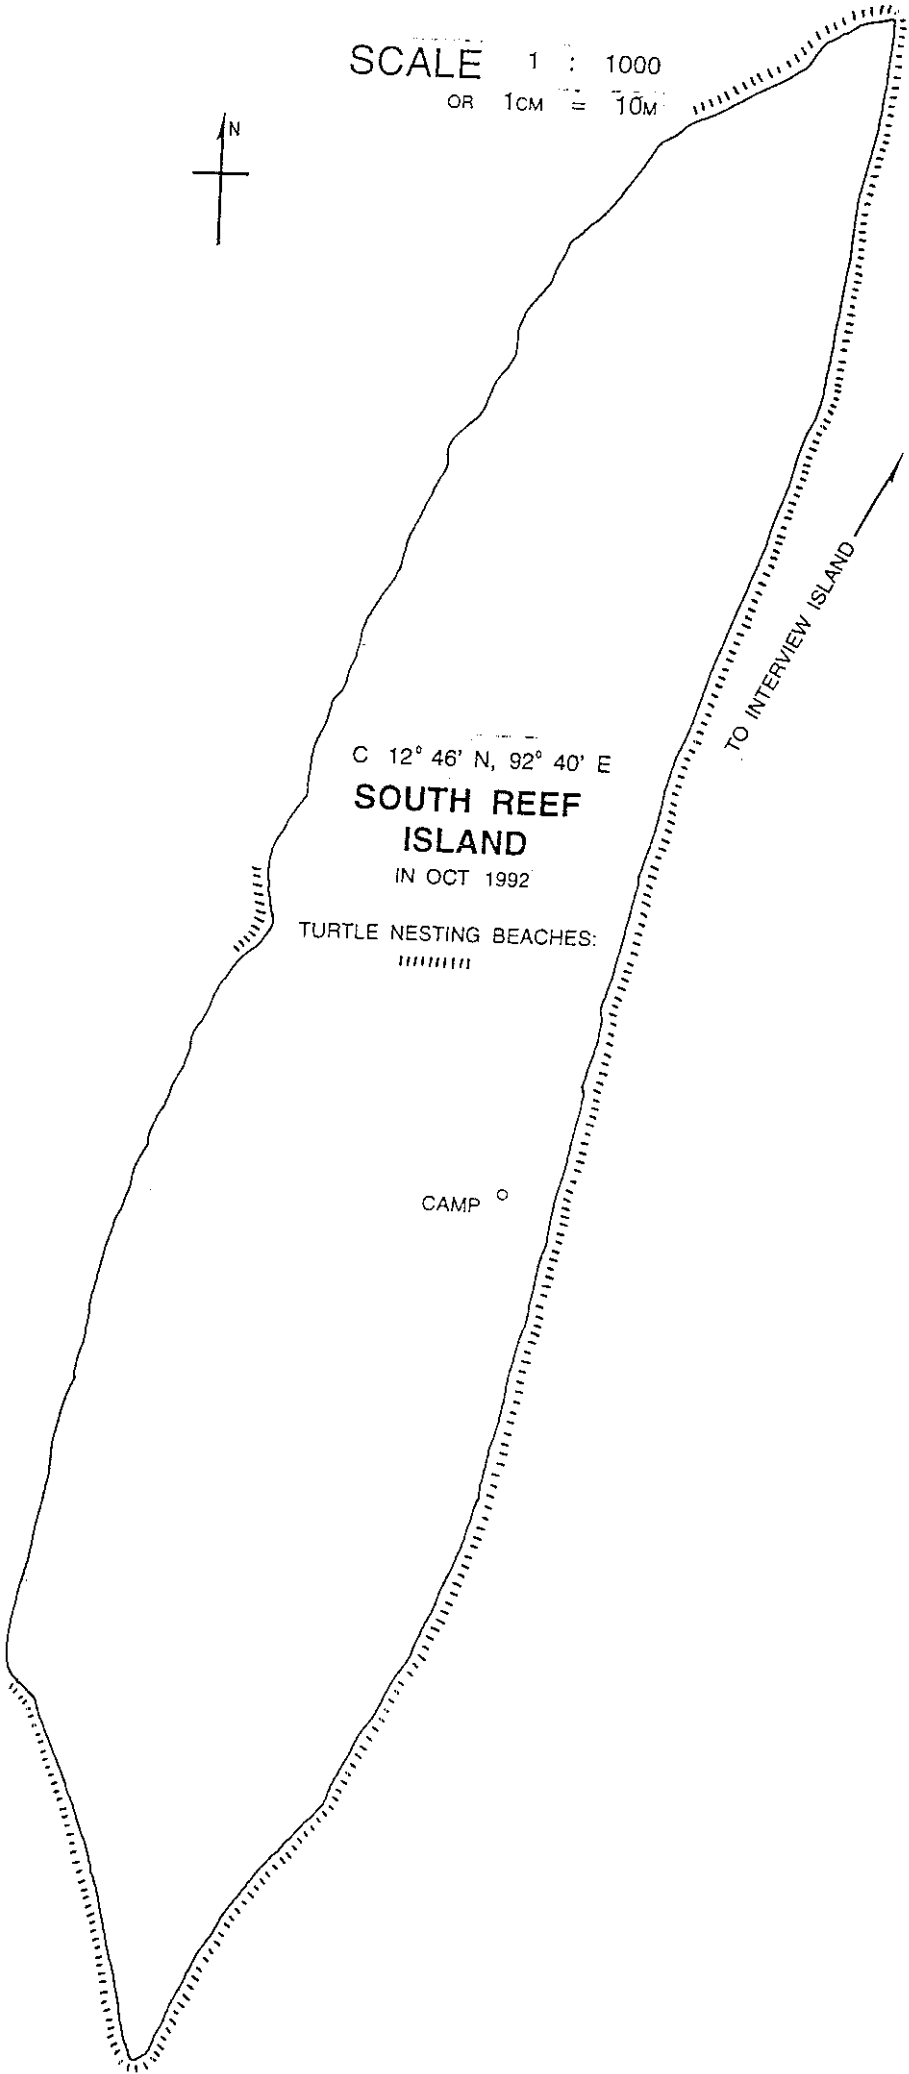 SCALE 1 : 1000
OR 1CM = 10M
N
TO INTERVIEW ISLAND
C 12° 46' N, 92° 40' E
SOUTH REEF
ISLAND
IN OCT 1992
TURTLE NESTING BEACHES:
CAMP